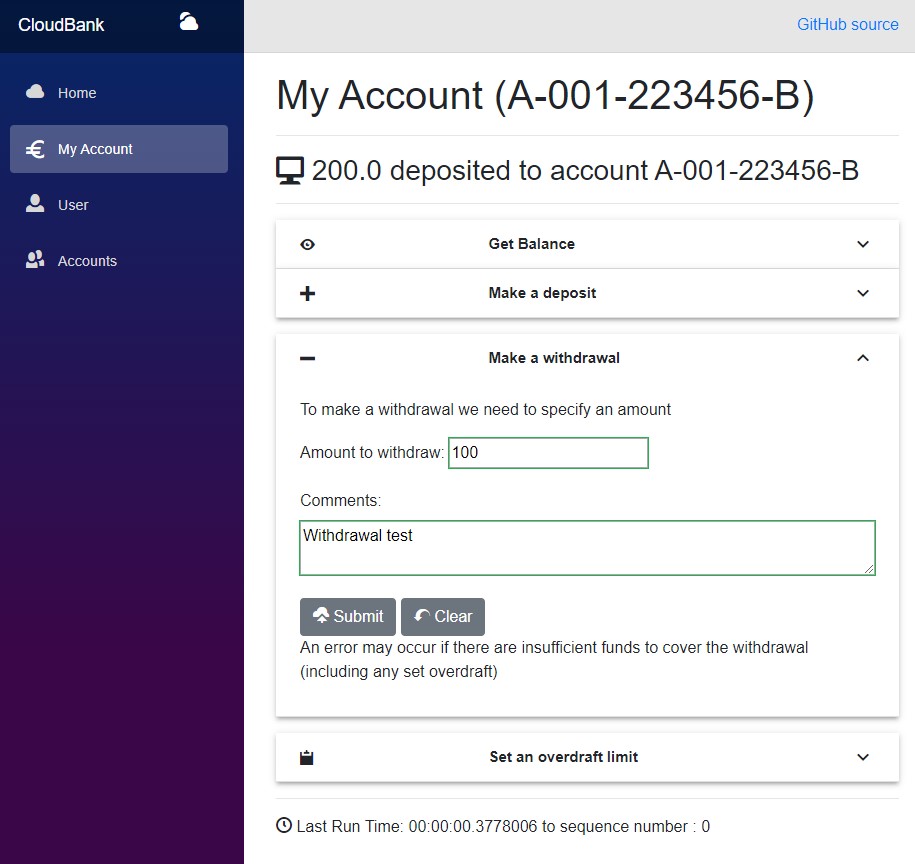 CloudBank
GitHub source
Home
My Account
User
Accounts
My Account (A-001-223456-B)
200.0 deposited to account A-001-223456-B
Get Balance
Make a deposit
Make a withdrawal
To make a withdrawal we need to specify an amount
Amount to withdraw: 100
Comments:
Withdrawal test
Submit Clear
An error may occur if there are insufficient funds to cover the withdrawal
(including any set overdraft)
Set an overdraft limit
Last Run Time: 00:00:00.3778006 to sequence number : 0